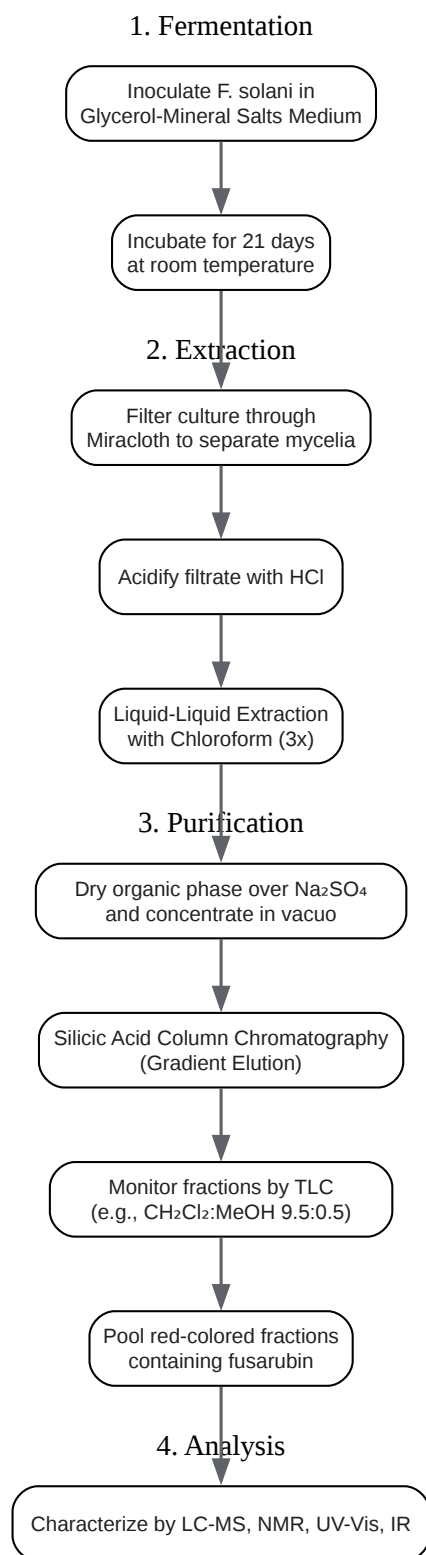 1. Fermentation
Inoculate F. solani in
Glycerol-Mineral Salts Medium
Incubate for 21 days
at room temperature
2. Extraction
Filter culture through
Miracloth to separate mycelia
Acidify filtrate with HCl
Liquid-Liquid Extraction
with Chloroform (3x)
3. Purification
Dry organic phase over Na₂SO₄
and concentrate in vacuo
Silicic Acid Column Chromatography
(Gradient Elution)
Monitor fractions by TLC
(e.g., CH₂Cl₂:MeOH 9.5:0.5)
Pool red-colored fractions
containing fusarubin
4. Analysis
Characterize by LC-MS, NMR, UV-Vis, IR